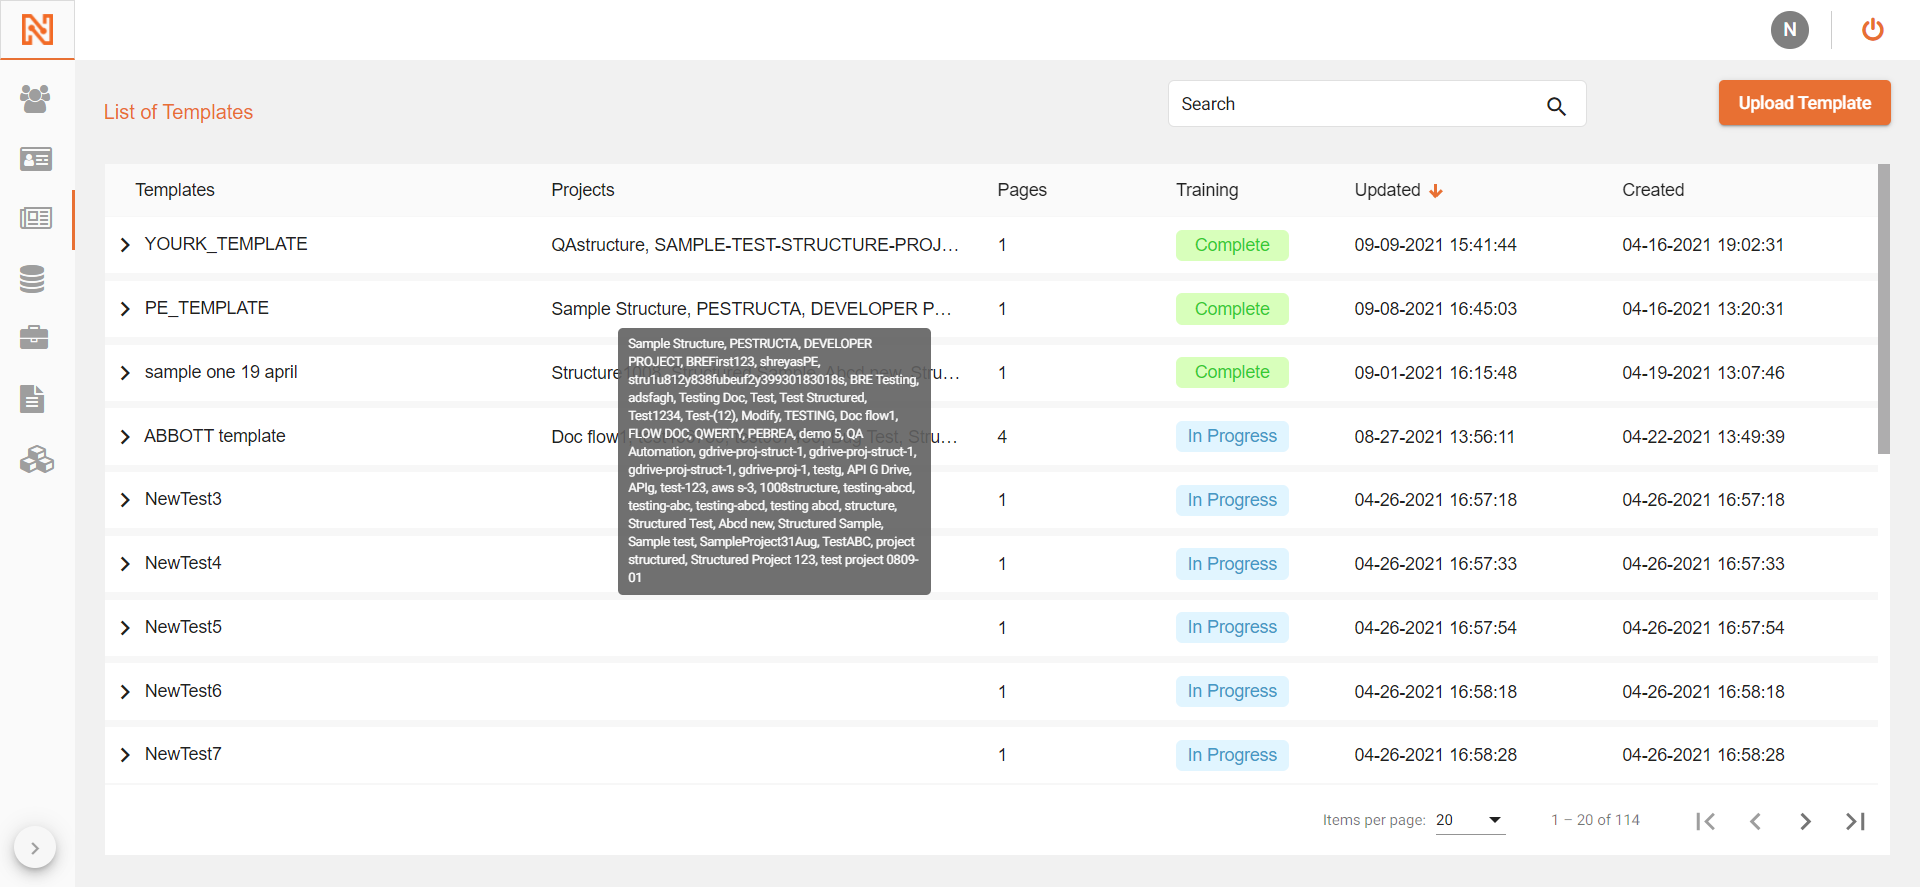 N
List of Templates
Search
Upload Template
Templates Projects Pages Training Updated Created
YOURK_TEMPLATE QAstructure, SAMPLE-TEST-STRUCTURE-PROJ... 1 Complete 09-09-2021 15:41:44 04-16-2021 19:02:31
PE_TEMPLATE Sample Structure, PESTRUCTA, DEVELOPER P... 1 Complete 09-08-2021 16:45:03 04-16-2021 13:20:31
sample one 19 april Structure1008, Structured Sample, Abcd new, Stru... 1 Complete 09-01-2021 16:15:48 04-19-2021 13:07:46
ABBOTT template Doc flow1, Test, Stru... 4 In Progress 08-27-2021 13:56:11 04-22-2021 13:49:39
NewTest3 1 In Progress 04-26-2021 16:57:18 04-26-2021 16:57:18
NewTest4 1 In Progress 04-26-2021 16:57:33 04-26-2021 16:57:33
NewTest5 1 In Progress 04-26-2021 16:57:54 04-26-2021 16:57:54
NewTest6 1 In Progress 04-26-2021 16:58:18 04-26-2021 16:58:18
NewTest7 1 In Progress 04-26-2021 16:58:28 04-26-2021 16:58:28
Sample Structure, PESTRUCTA, DEVELOPER
PROJECT, BREFirst123, shreyasPE,
stru1u812y838fubeuf2y39930183018s, BRE Testing,
adsfagh, Testing Doc, Test, Test Structured,
Test1234, Test-(12), Modify, TESTING, Doc flow1,
FLOW DOC, QWERTY, PEBREA, demo 5, QA
Automation, gdrive-proj-struct-1, gdrive-proj-struct-1,
gdrive-proj-struct-1, gdrive-proj-1, testg, API G Drive,
APIg, test-123, aws s-3, 1008structure, testing-abcd,
testing-abc, testing-abcd, testing abcd, structure,
Structured Test, Abcd new, Structured Sample,
Sample test, SampleProject31Aug, TestABC, project
structured, Structured Project 123, test project 0809-
01
Items per page: 20 1 – 20 of 114